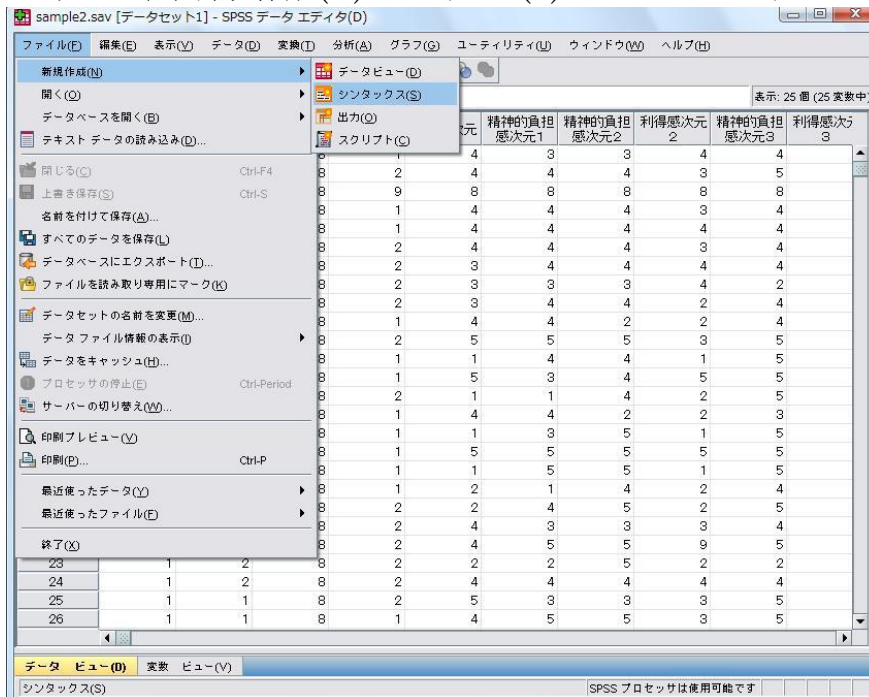 sample2.sav [データセット1] - SPSS データ エディタ(D)
ファイル(F) 編集(E) 表示(V) データ(D) 変換(T) 分析(A) グラフ(G) ユーティリティ(U) ウィンドウ(W) ヘルプ(H)
新規作成(N)
開く(O)
データベースを開く(B)
テキスト データの読み込み(D)...
閉じる(C) Ctrl-F4
上書き保存(S) Ctrl-S
名前を付けて保存(A)...
すべてのデータを保存(L)
データベースにエクスポート(T)...
ファイルを読み取り専用にマーク(K)
データセットの名前を変更(M)...
データ ファイル情報の表示(I)
データをキャッシュ(H)...
プロセッサの停止(E) Ctrl-Period
サーバーの切り替え(W)...
印刷プレビュー(V)
印刷(P)... Ctrl-P
最近使ったデータ(Y)
最近使ったファイル(F)
終了(X)
データビュー(D)
シンタックス(S)
出力(O)
スクリプト(C)
表示: 25 個 (25 変数中)
次元 精神的負担感次元1 精神的負担感次元2 利得感次元2 精神的負担感次元3 利得感次 3
8 1 4 3 3 4 4
8 2 4 4 4 3 5
8 9 8 8 8 8 8
8 1 4 4 4 3 4
8 1 4 4 4 4 4
8 2 4 4 4 3 4
8 2 3 4 4 4 4
8 2 3 3 3 4 2
8 2 3 4 4 2 4
8 1 4 4 2 2 4
8 2 5 5 5 3 5
8 1 1 4 4 1 5
8 1 5 3 4 5 5
8 2 1 1 4 2 5
8 1 4 4 2 2 3
8 1 1 3 5 1 5
8 1 5 5 5 5 5
8 1 1 5 5 1 5
8 1 2 1 4 2 4
8 2 2 4 5 2 5
8 2 4 3 3 3 4
8 2 4 5 5 9 5
23 1 2 8 2 2 2 5 2 2
24 1 2 8 2 4 4 4 4 4
25 1 1 8 2 5 3 3 3 5
26 1 1 8 1 4 5 5 3 5
データ ビュー(D) 変数 ビュー(V)
シンタックス(S) SPSS プロセッサは使用可能です